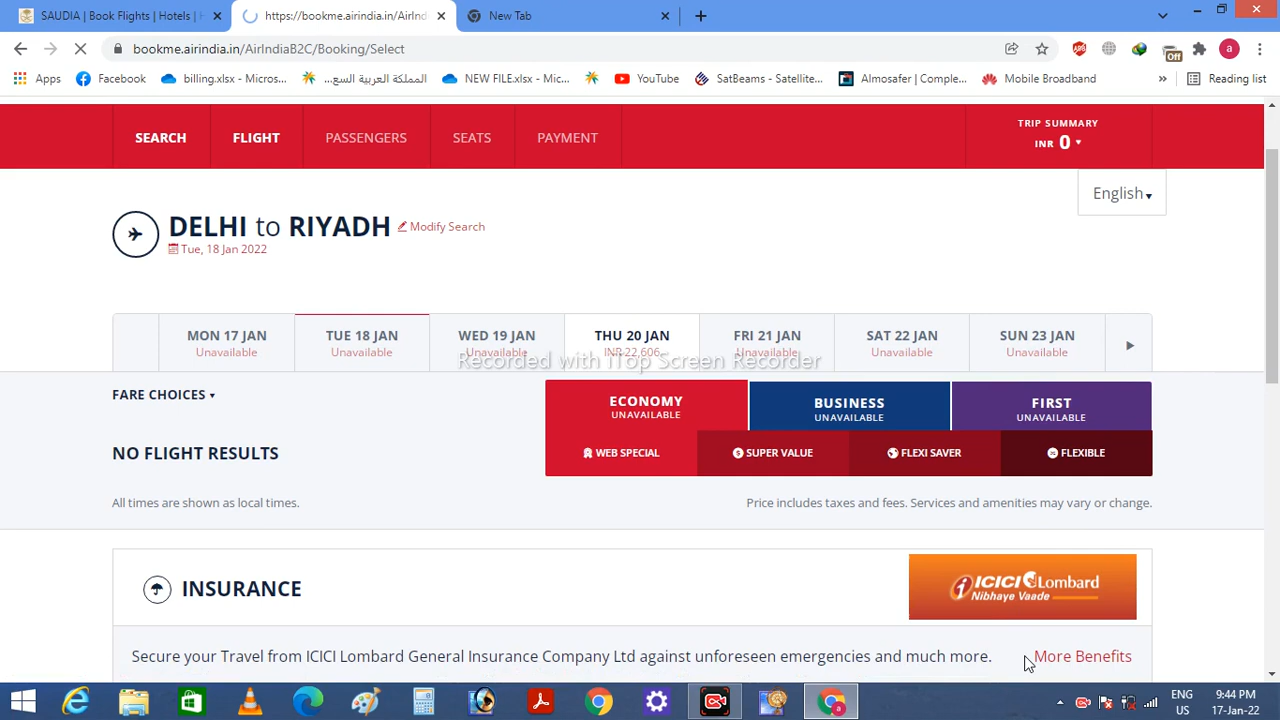 SAUDIA | Book Flights | Hotels |
https://bookme.airindia.in/AirInd
New Tab
bookme.airindia.in/AirIndiaB2C/Booking/Select
ABP
Off
a
Apps
Facebook
billing.xlsx - Micros...
المملكة العربية السع...
NEW FILE.xlsx - Mic...
YouTube
SatBeams - Satellite...
Almosafer | Comple...
Mobile Broadband
»
Reading list
SEARCH
FLIGHT
PASSENGERS
SEATS
PAYMENT
TRIP SUMMARY
INR 0
English
DELHI to RIYADH
Modify Search
Tue, 18 Jan 2022
MON 17 JAN
Unavailable
TUE 18 JAN
Unavailable
WED 19 JAN
Unavailable
THU 20 JAN
INR 22,606
FRI 21 JAN
Unavailable
SAT 22 JAN
Unavailable
SUN 23 JAN
Unavailable
Recorded with iTop Screen Recorder
FARE CHOICES
ECONOMY
UNAVAILABLE
BUSINESS
UNAVAILABLE
FIRST
UNAVAILABLE
NO FLIGHT RESULTS
WEB SPECIAL
SUPER VALUE
FLEXI SAVER
FLEXIBLE
All times are shown as local times.
Price includes taxes and fees. Services and amenities may vary or change.
INSURANCE
ICICI Lombard
Nibhaye Vaade
Secure your Travel from ICICI Lombard General Insurance Company Ltd against unforeseen emergencies and much more.
More Benefits
ENG
US
9:44 PM
17-Jan-22